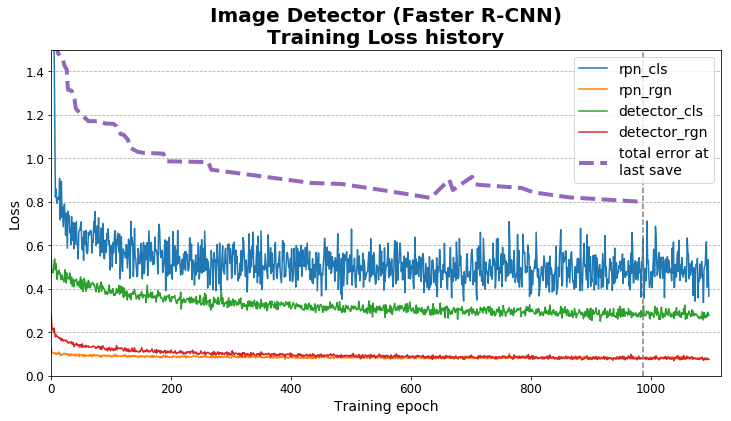 Image Detector (Faster R-CNN)
Training Loss history
rpn_cls
rpn_rgn
detector_cls
detector_rgn
total error at
last save
Loss
1.4
1.2
1.0
0.8
0.6
0.4
0.2
0.0
0 200 400 600 800 1000
Training epoch